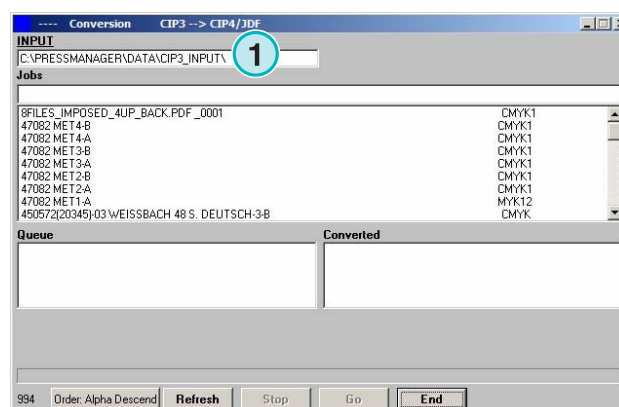 ---- Conversion CIP3 --> CIP4/JDF
INPUT
C:\PRESSMANAGER\DATA\CIP3_INPUT\
1
Jobs
8FILES_IMPOSED_4UP_BACK.PDF _0001 CMYK1
47082 MET4-B CMYK1
47082 MET4-A CMYK1
47082 MET3-B CMYK1
47082 MET3-A CMYK1
47082 MET2-B CMYK1
47082 MET2-A CMYK1
47082 MET1-A MYK12
450572(20345)-03 WEISSBACH 48 S. DEUTSCH-3-B CMYK
Queue Converted
994 Order: Alpha Descend Refresh Stop Go End